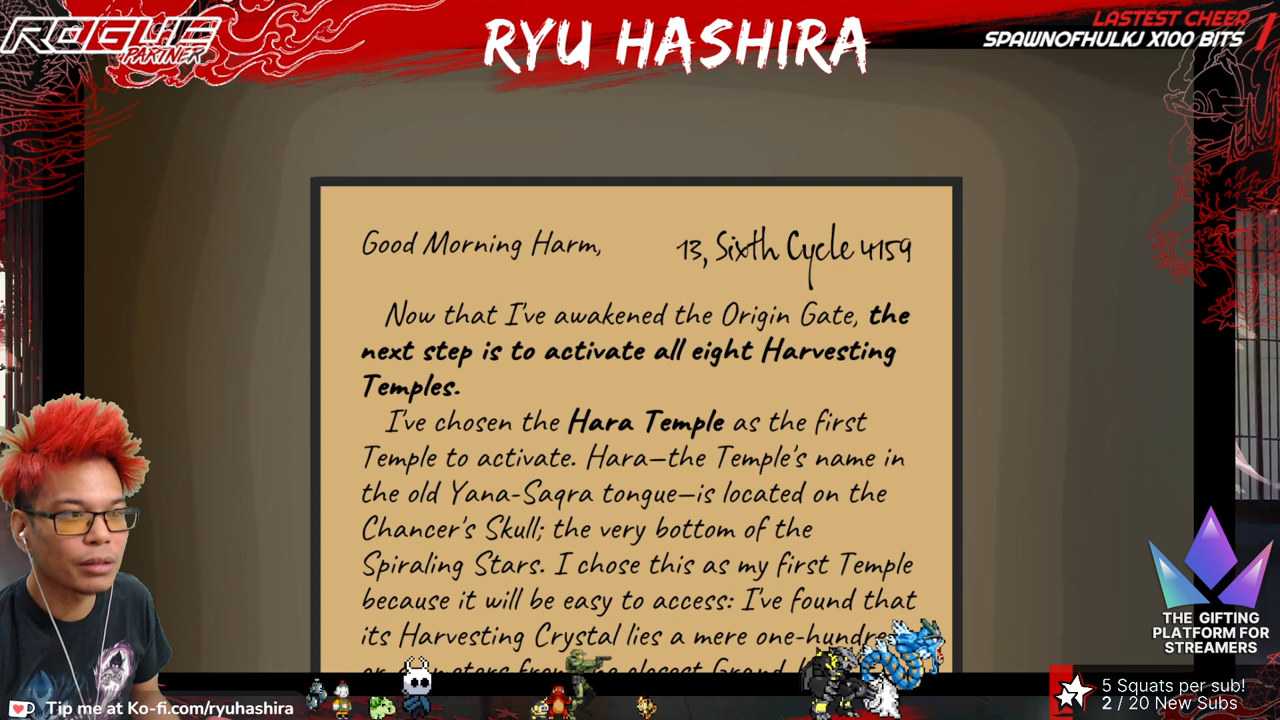 ROGUE
PARTNER
RYU HASHIRA
LASTEST CHEER
SPAWNOFHULKJ X100 BITS
Good Morning Harm,
13, Sixth Cycle 4159
Now that I've awakened the Origin Gate, the
next step is to activate all eight Harvesting
Temples.
I've chosen the Hara Temple as the first
Temple to activate. Hara—the Temple's name in
the old Yana-Saqra tongue—is located on the
Chancer's Skull; the very bottom of the
Spiraling Stars. I chose this as my first Temple
because it will be easy to access: I've found that
its Harvesting Crystal lies a mere one-hundre
closest
THE GIFTING
PLATFORM FOR
STREAMERS
5 Squats per sub!
2 / 20 New Subs
Tip me at Ko-fi.com/ryuhashira